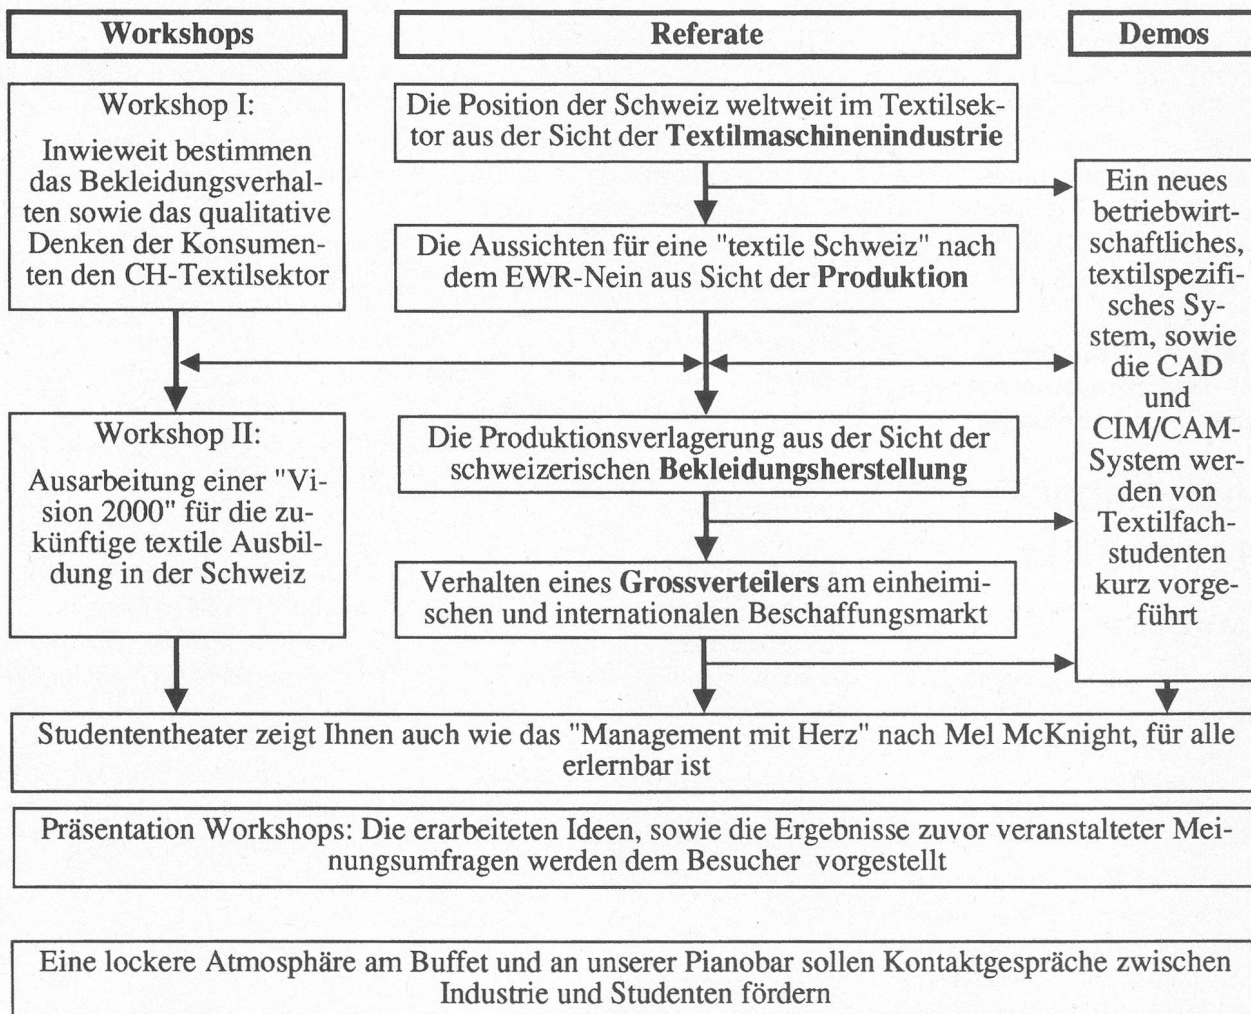 Workshops
Workshop I:
Inwieweit bestimmen
das Bekleidungsverhal-
ten sowie das qualitative
Denken der Konsumen-
ten den CH-Textilsektor
Workshop II:
Ausarbeitung einer "Vi-
sion 2000" für die zu-
künftige textile Ausbil-
dung in der Schweiz
Referate
Die Position der Schweiz weltweit im Textilsek-
tor aus der Sicht der Textilmaschinenindustrie
Die Aussichten für eine "textile Schweiz" nach
dem EWR-Nein aus Sicht der Produktion
Die Produktionsverlagerung aus der Sicht der
schweizerischen Bekleidungsherstellung
Verhalten eines Grossverteilers am einheimi-
schen und internationalen Beschaffungsmarkt
Demos
Ein neues
betriebwirt-
schaftliches,
textilspezifi-
sches Sy-
stem, sowie
die CAD
und
CIM/CAM-
System wer-
den von
Textilfach-
studenten
kurz vorge-
führt
Studententheater zeigt Ihnen auch wie das "Management mit Herz" nach Mel McKnight, für alle
erlernbar ist
Präsentation Workshops: Die erarbeiteten Ideen, sowie die Ergebnisse zuvor veranstalteter Mei-
nungsumfragen werden dem Besucher vorgestellt
Eine lockere Atmosphäre am Buffet und an unserer Pianobar sollen Kontaktgespräche zwischen
Industrie und Studenten fördern